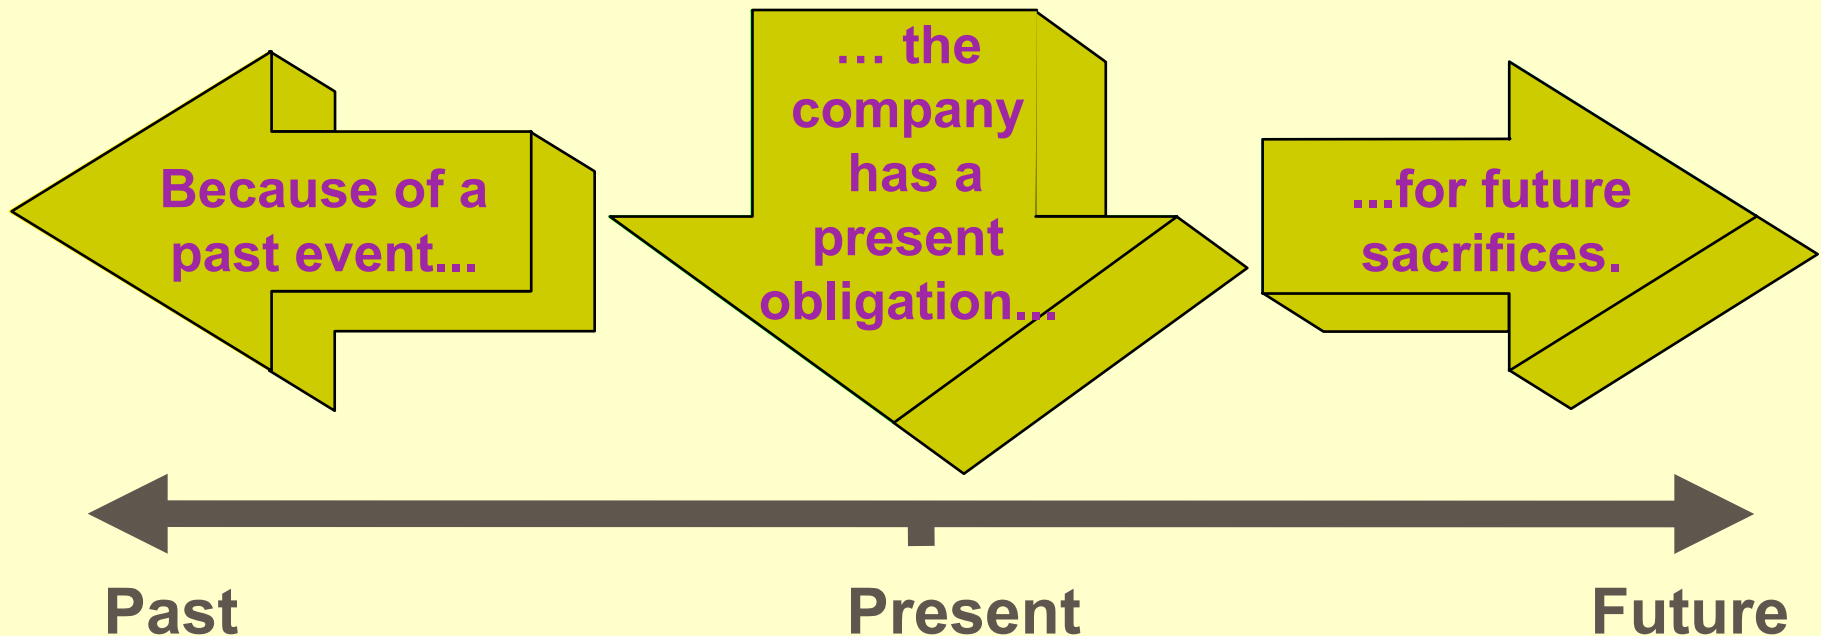 Because of a
past event...
... the
company
has a
present
obligation...
...for future
sacrifices.
Past
Present
Future